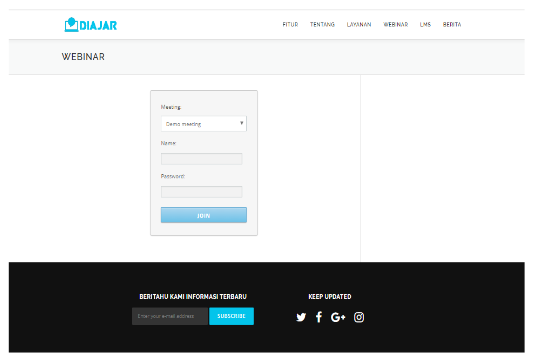 DIAJAR
FITUR TENTANG LAYANAN WEBINAR LMS BERITA
WEBINAR
Meeting:
Demo meeting
Name:
Password:
JOIN
BERITAHU KAMI INFORMASI TERBARU
Enter your e-mail address SUBSCRIBE
KEEP UPDATED